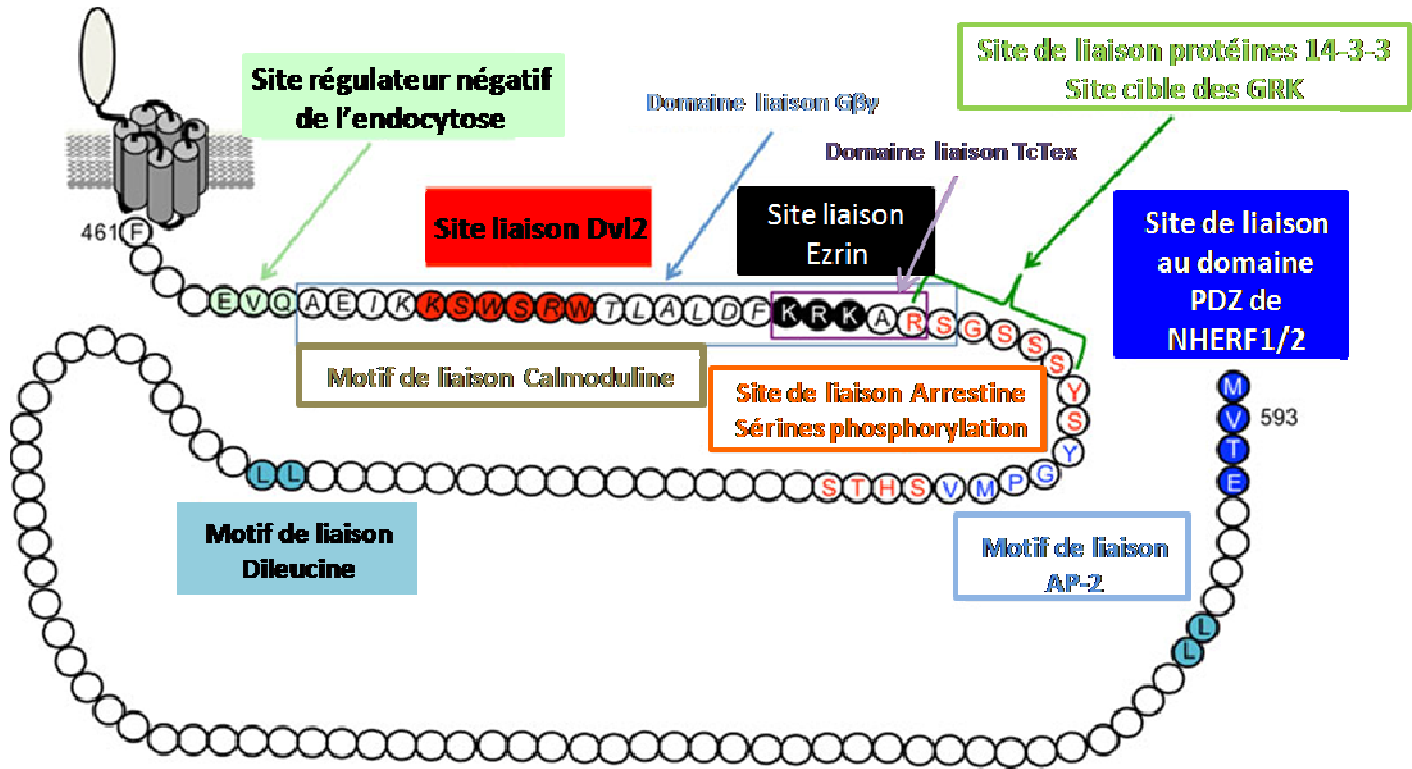 Site de liaison protéines 14-3-3
Site cible des GRK
Site régulateur négatif
de l'endocytose
Domaine liaison Gβγ
Domaine liaison TcTex
Site liaison Dvl2
Site liaison
Ezrin
Site de liaison
au domaine
PDZ de
NHERF1/2
461 F
E V Q A E I K K S W S R W T L A L D F K R K A R S G S S S Y S Y G P M V S H T S
Motif de liaison Calmoduline
Site de liaison Arrestine
Sérines phosphorylation
M
V 593
T
E
L L
Motif de liaison
Dileucine
Motif de liaison
AP-2
L
L